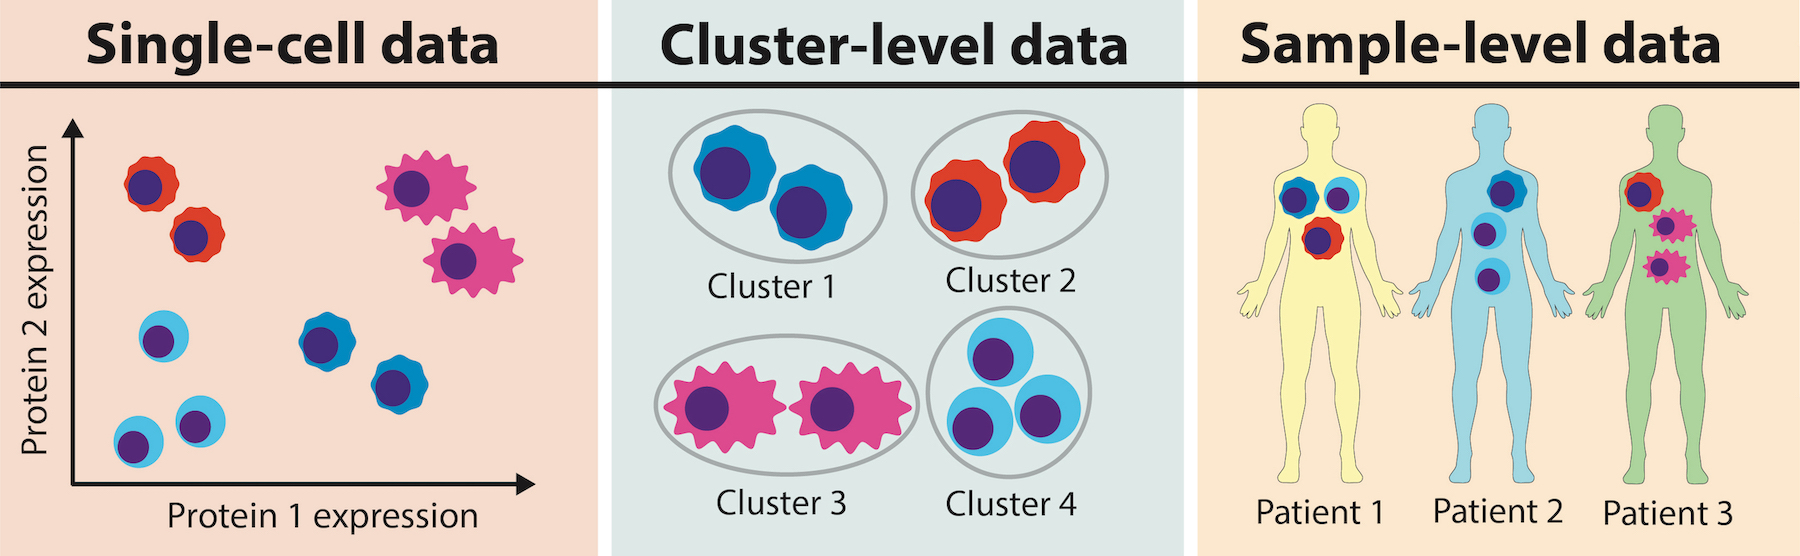 Single-cell data
Protein 2 expression
Protein 1 expression
Cluster-level data
Cluster 1
Cluster 2
Cluster 3
Cluster 4
Sample-level data
Patient 1
Patient 2
Patient 3